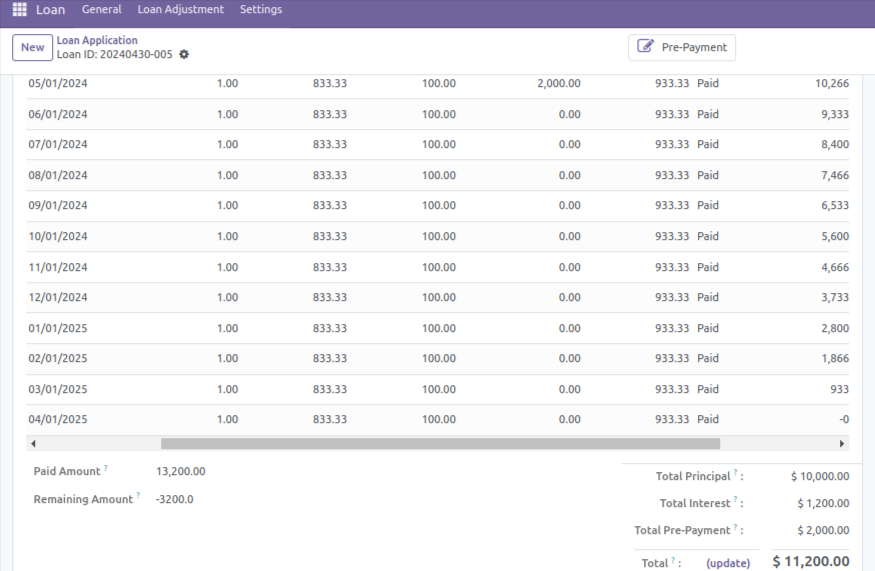 Loan General Loan Adjustment Settings
New Loan Application Pre-Payment
Loan ID: 20240430-005
05/01/2024 1.00 833.33 100.00 2,000.00 933.33 Paid 10,266
06/01/2024 1.00 833.33 100.00 0.00 933.33 Paid 9,333
07/01/2024 1.00 833.33 100.00 0.00 933.33 Paid 8,400
08/01/2024 1.00 833.33 100.00 0.00 933.33 Paid 7,466
09/01/2024 1.00 833.33 100.00 0.00 933.33 Paid 6,533
10/01/2024 1.00 833.33 100.00 0.00 933.33 Paid 5,600
11/01/2024 1.00 833.33 100.00 0.00 933.33 Paid 4,666
12/01/2024 1.00 833.33 100.00 0.00 933.33 Paid 3,733
01/01/2025 1.00 833.33 100.00 0.00 933.33 Paid 2,800
02/01/2025 1.00 833.33 100.00 0.00 933.33 Paid 1,866
03/01/2025 1.00 833.33 100.00 0.00 933.33 Paid 933
04/01/2025 1.00 833.33 100.00 0.00 933.33 Paid -0
Paid Amount ? 13,200.00
Remaining Amount ? -3200.0
Total Principal ? : $ 10,000.00
Total Interest ? : $ 1,200.00
Total Pre-Payment ? : $ 2,000.00
Total ? : (update) $ 11,200.00